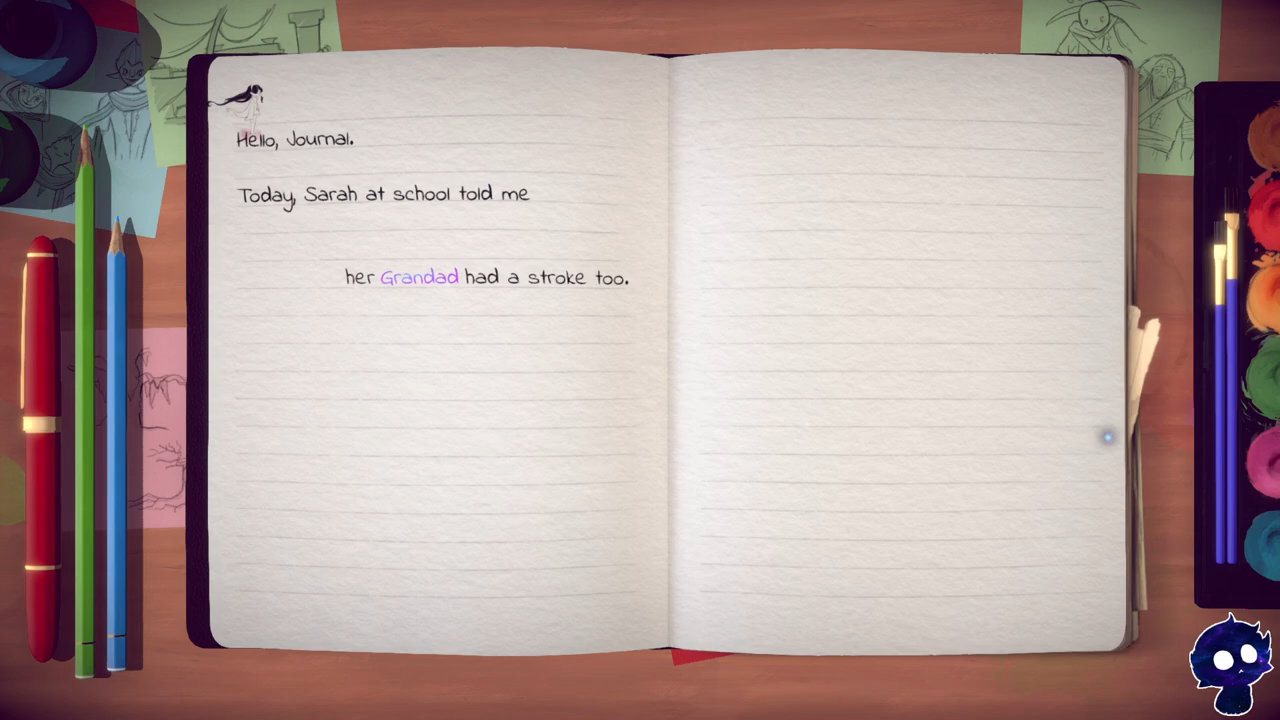 Hello, Journal.
Today, Sarah at school told me
her Grandad had a stroke too.